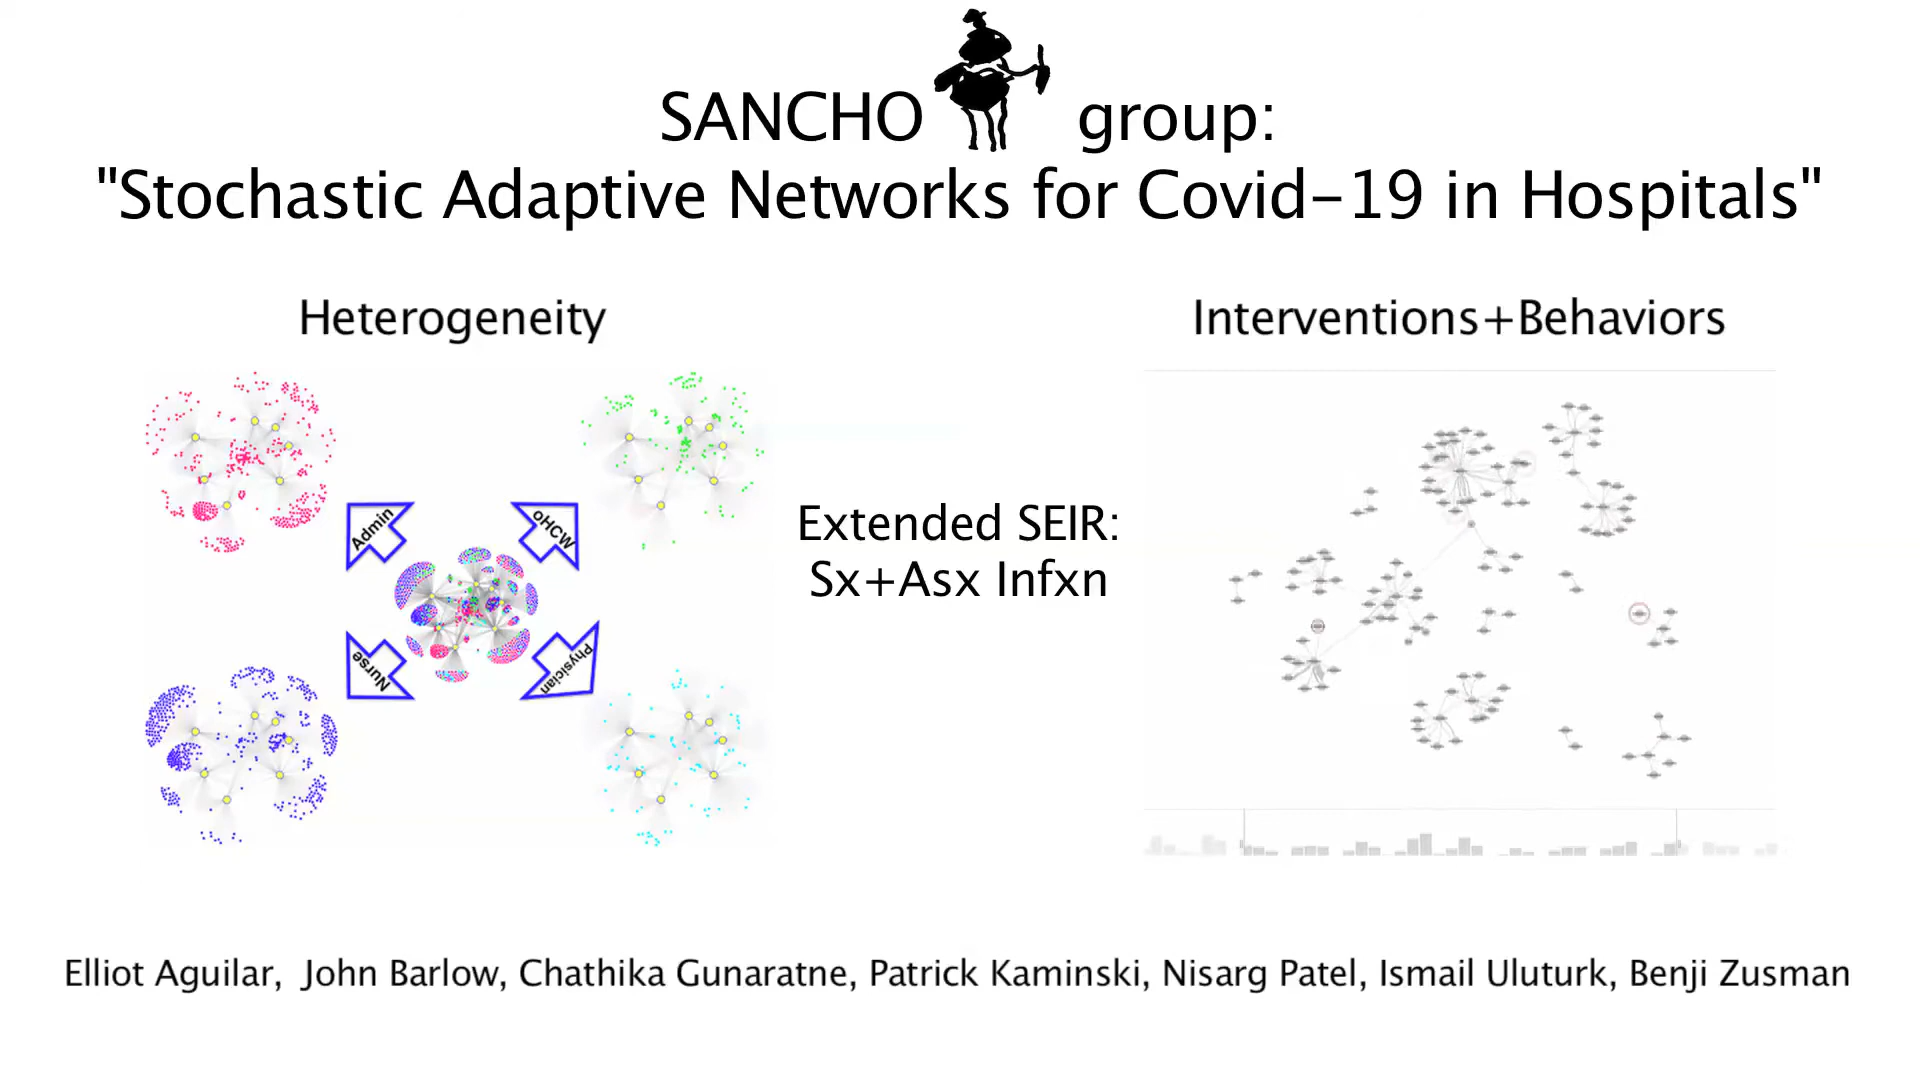 SANCHO group:
"Stochastic Adaptive Networks for Covid-19 in Hospitals"
Heterogeneity
Interventions+Behaviors
Admin
oHCW
Nurse
Physician
Extended SEIR:
Sx+Asx Infxn
Elliot Aguilar, John Barlow, Chathika Gunaratne, Patrick Kaminski, Nisarg Patel, Ismail Uluturk, Benji Zusman